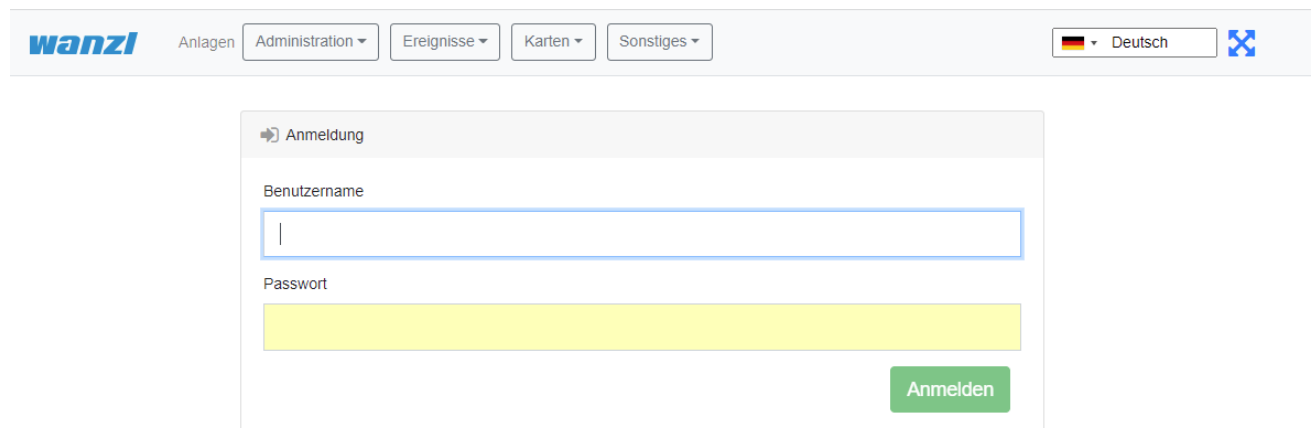 wanzl Anlagen Administration Ereignisse Karten Sonstiges Deutsch
Anmeldung
Benutzername
Passwort
Anmelden